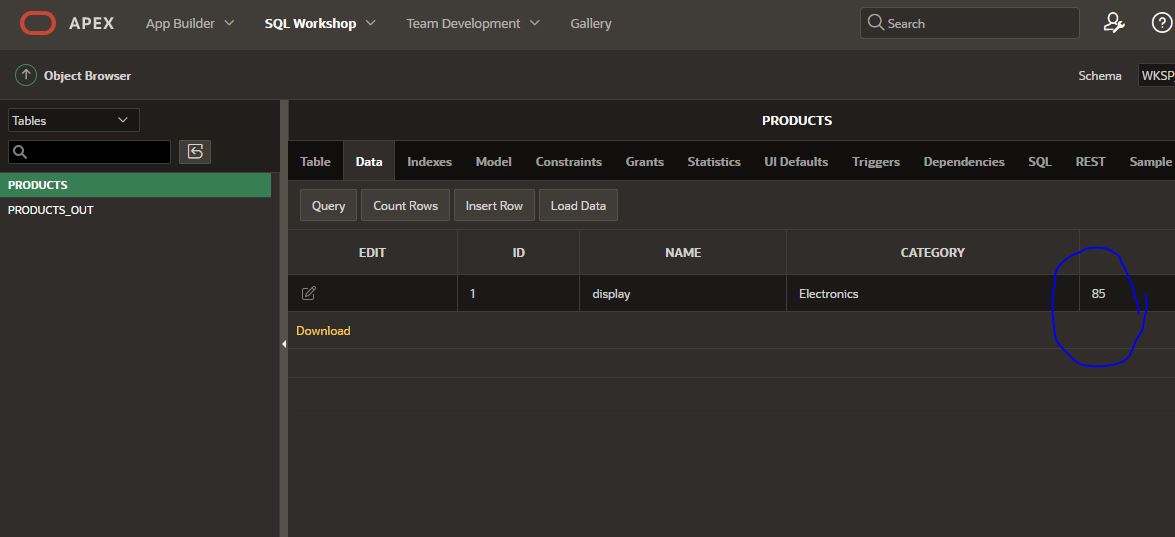 APEX App Builder SQL Workshop Team Development Gallery Search
Object Browser Schema WKSP
Tables
PRODUCTS
PRODUCTS_OUT
PRODUCTS
Table Data Indexes Model Constraints Grants Statistics UI Defaults Triggers Dependencies SQL REST Sample
Query Count Rows Insert Row Load Data
EDIT ID NAME CATEGORY
1 display Electronics 85
Download